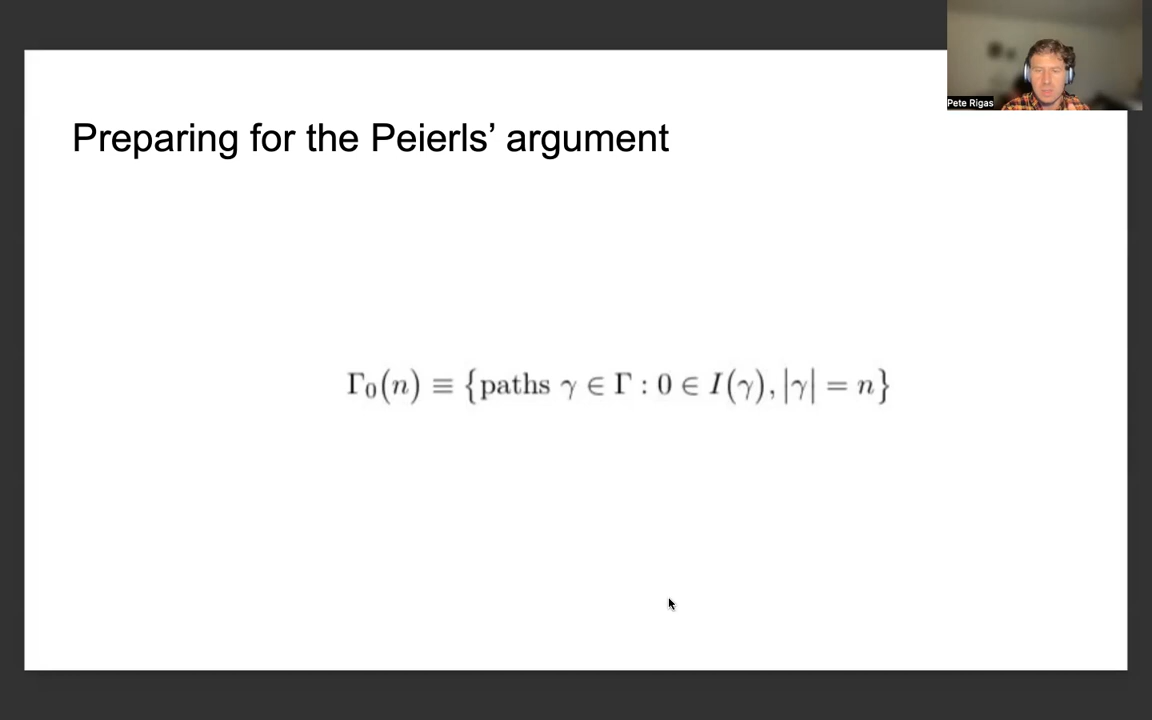 Pete Rigas
Preparing for the Peierls’ argument
Γ₀(n) ≡ {paths γ ∈ Γ : 0 ∈ I(γ), |γ| = n}